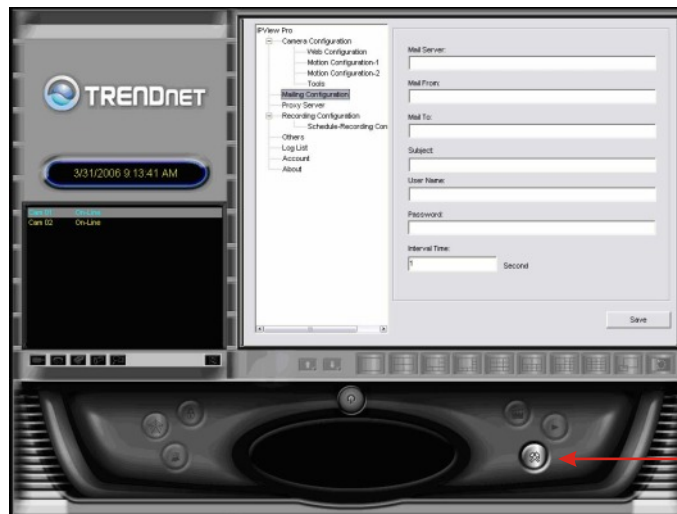 TRENDNET
3/31/2006 9:13:41 AM
Cam 01 On-Line
Cam 02 On-Line
IPView Pro
Camera Configuration
Web Configuration
Motion Configuration-1
Motion Configuration-2
Tools
Mailing Configuration
Proxy Server
Recording Configuration
Schedule-Recording Con
Others
Log List
Account
About
Mail Server:
Mail From:
Mail To:
Subject:
User Name:
Password:
Interval Time:
1 Second
Save